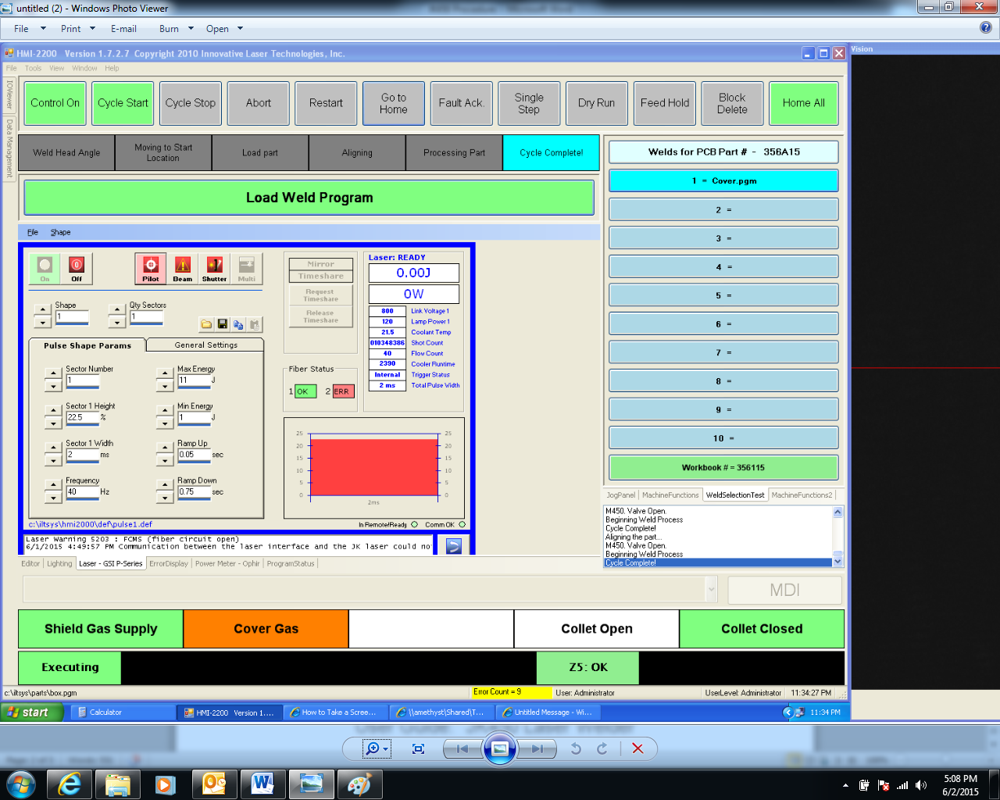 untitled (2) - Windows Photo Viewer
File Print E-mail Burn Open
HMI-2200 Version 1.7.2.7 Copyright 2010 Innovative Laser Technologies, Inc.
Vision
File Tools View Window Help
IOViewer
Data Management
Control On Cycle Start Cycle Stop Abort Restart Go to Home Fault Ack. Single Step Dry Run Feed Hold Block Delete Home All
Weld Head Angle Moving to Start Location Load part Aligning Processing Part Cycle Complete!
Load Weld Program
Welds for PCB Part # - 356A15
1 = Cover.pgm
2 =
3 =
4 =
5 =
6 =
7 =
8 =
9 =
10 =
Workbook # = 356115
File Shape
On Off Pilot Beam Shutter Multi
Mirror
Timeshare
Request Timeshare
Release Timeshare
Laser: READY
0.00J
0W
800 Link Voltage 1
120 Lamp Power 1
21.5 Coolant Temp
010348386 Shot Count
40 Flow Count
2390 Cooler Runtime
Internal Trigger Status
2 ms Total Pulse Width
Shape
1
Qty Sectors
1
Pulse Shape Params General Settings
Sector Number
1
Max Energy
11 J
Sector 1 Height
22.5 %
Min Energy
1 J
Sector 1 Width
2 ms
Ramp Up
0.05 sec
Frequency
40 Hz
Ramp Down
0.75 sec
Fiber Status
1 OK 2 ERR
25 25
20 20
15 15
10 10
5 5
0 0
2ms
c:\iltsys\hmi2000\def\pulse1.def
In Remote/Ready Comm OK
Laser Warning 5203 : FCMS (fiber circuit open)
6/1/2015 4:49:57 PM Communication between the laser interface and the JK laser could no
Editor Lighting Laser - GSI P-Series ErrorDisplay Power Meter - Ophir ProgramStatus
JogPanel MachineFunctions WeldSelectionTest MachineFunctions2
M450. Valve Open.
Beginning Weld Process
Cycle Complete!
Aligning the part...
M450. Valve Open.
Beginning Weld Process
Cycle Complete!
MDI
Shield Gas Supply Cover Gas Collet Open Collet Closed
Executing Z5: OK
c:\iltsys\parts\box.pgm Error Count = 9 User: Administrator UserLevel: Administrator 11:34:27 PM
start Calculator HMI-2200 Version 1.... How to Take a Scree... \\amethyst\Shared\T... Untitled Message - Wi... 11:34 PM
5:08 PM
6/2/2015